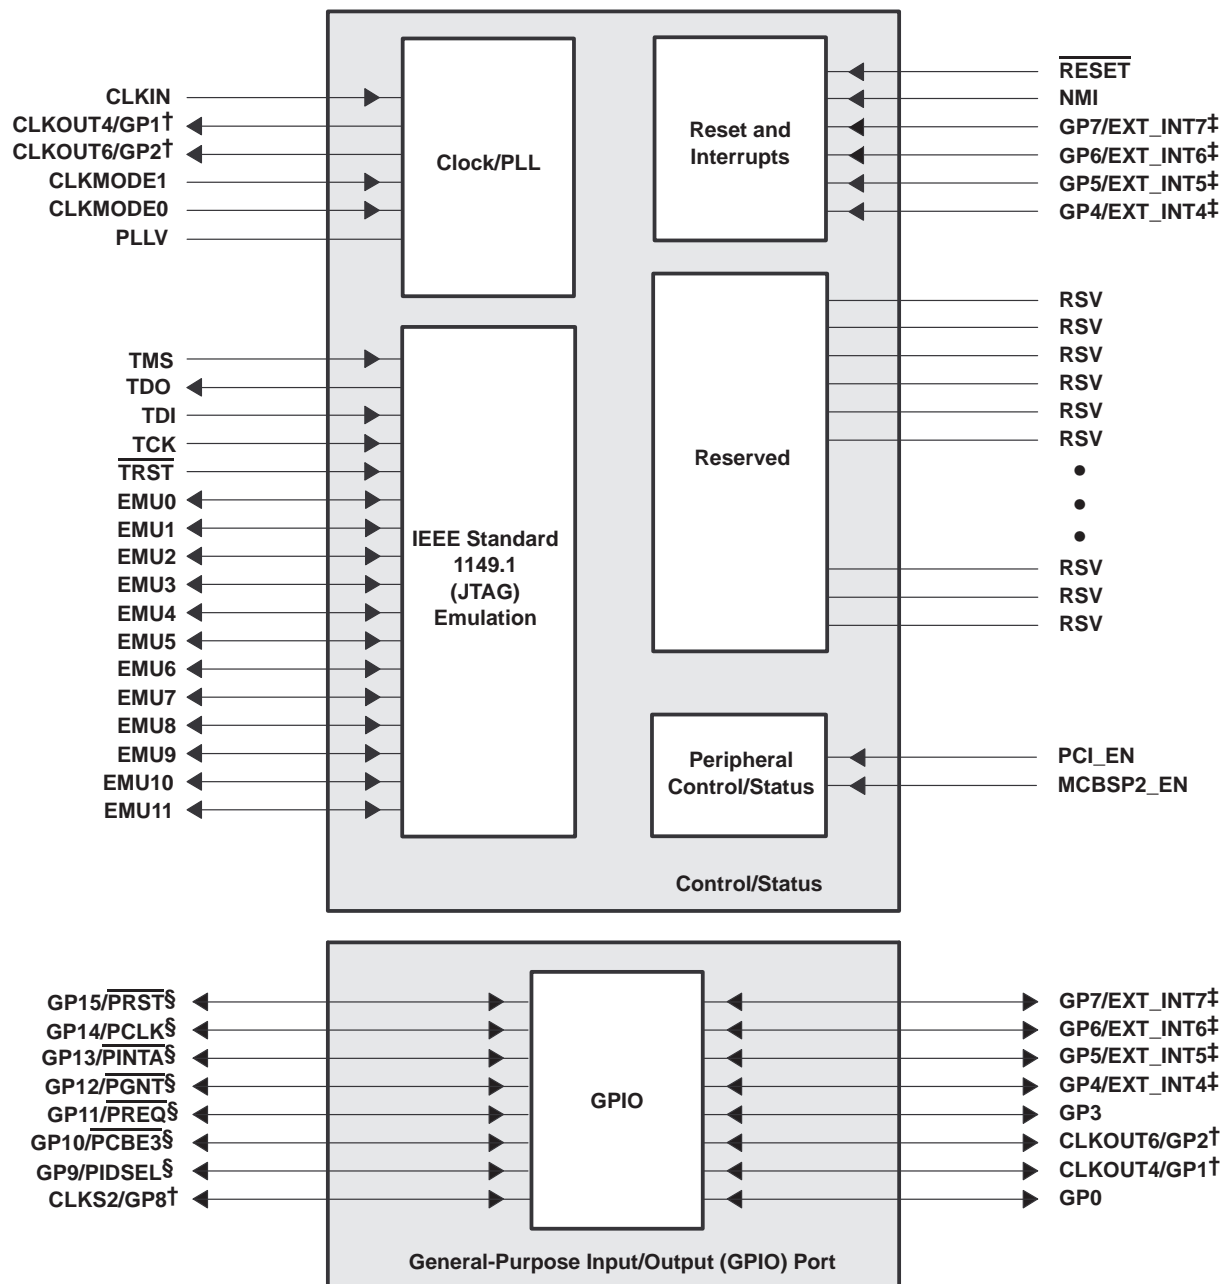 CLKIN
CLKOUT4/GP1†
CLKOUT6/GP2†
CLKMODE1
CLKMODE0
PLLV
Clock/PLL
Reset and
Interrupts
RESET
NMI
GP7/EXT_INT7‡
GP6/EXT_INT6‡
GP5/EXT_INT5‡
GP4/EXT_INT4‡
TMS
TDO
TDI
TCK
TRST
EMU0
EMU1
EMU2
EMU3
EMU4
EMU5
EMU6
EMU7
EMU8
EMU9
EMU10
EMU11
IEEE Standard
1149.1
(JTAG)
Emulation
Reserved
RSV
RSV
RSV
RSV
RSV
RSV
RSV
RSV
RSV
Peripheral
Control/Status
PCI_EN
MCBSP2_EN
Control/Status
GP15/PRST§
GP14/PCLK§
GP13/PINTA§
GP12/PGNT§
GP11/PREQ§
GP10/PCBE3§
GP9/PIDSEL§
CLKS2/GP8†
GPIO
GP7/EXT_INT7‡
GP6/EXT_INT6‡
GP5/EXT_INT5‡
GP4/EXT_INT4‡
GP3
CLKOUT6/GP2†
CLKOUT4/GP1†
GP0
General-Purpose Input/Output (GPIO) Port